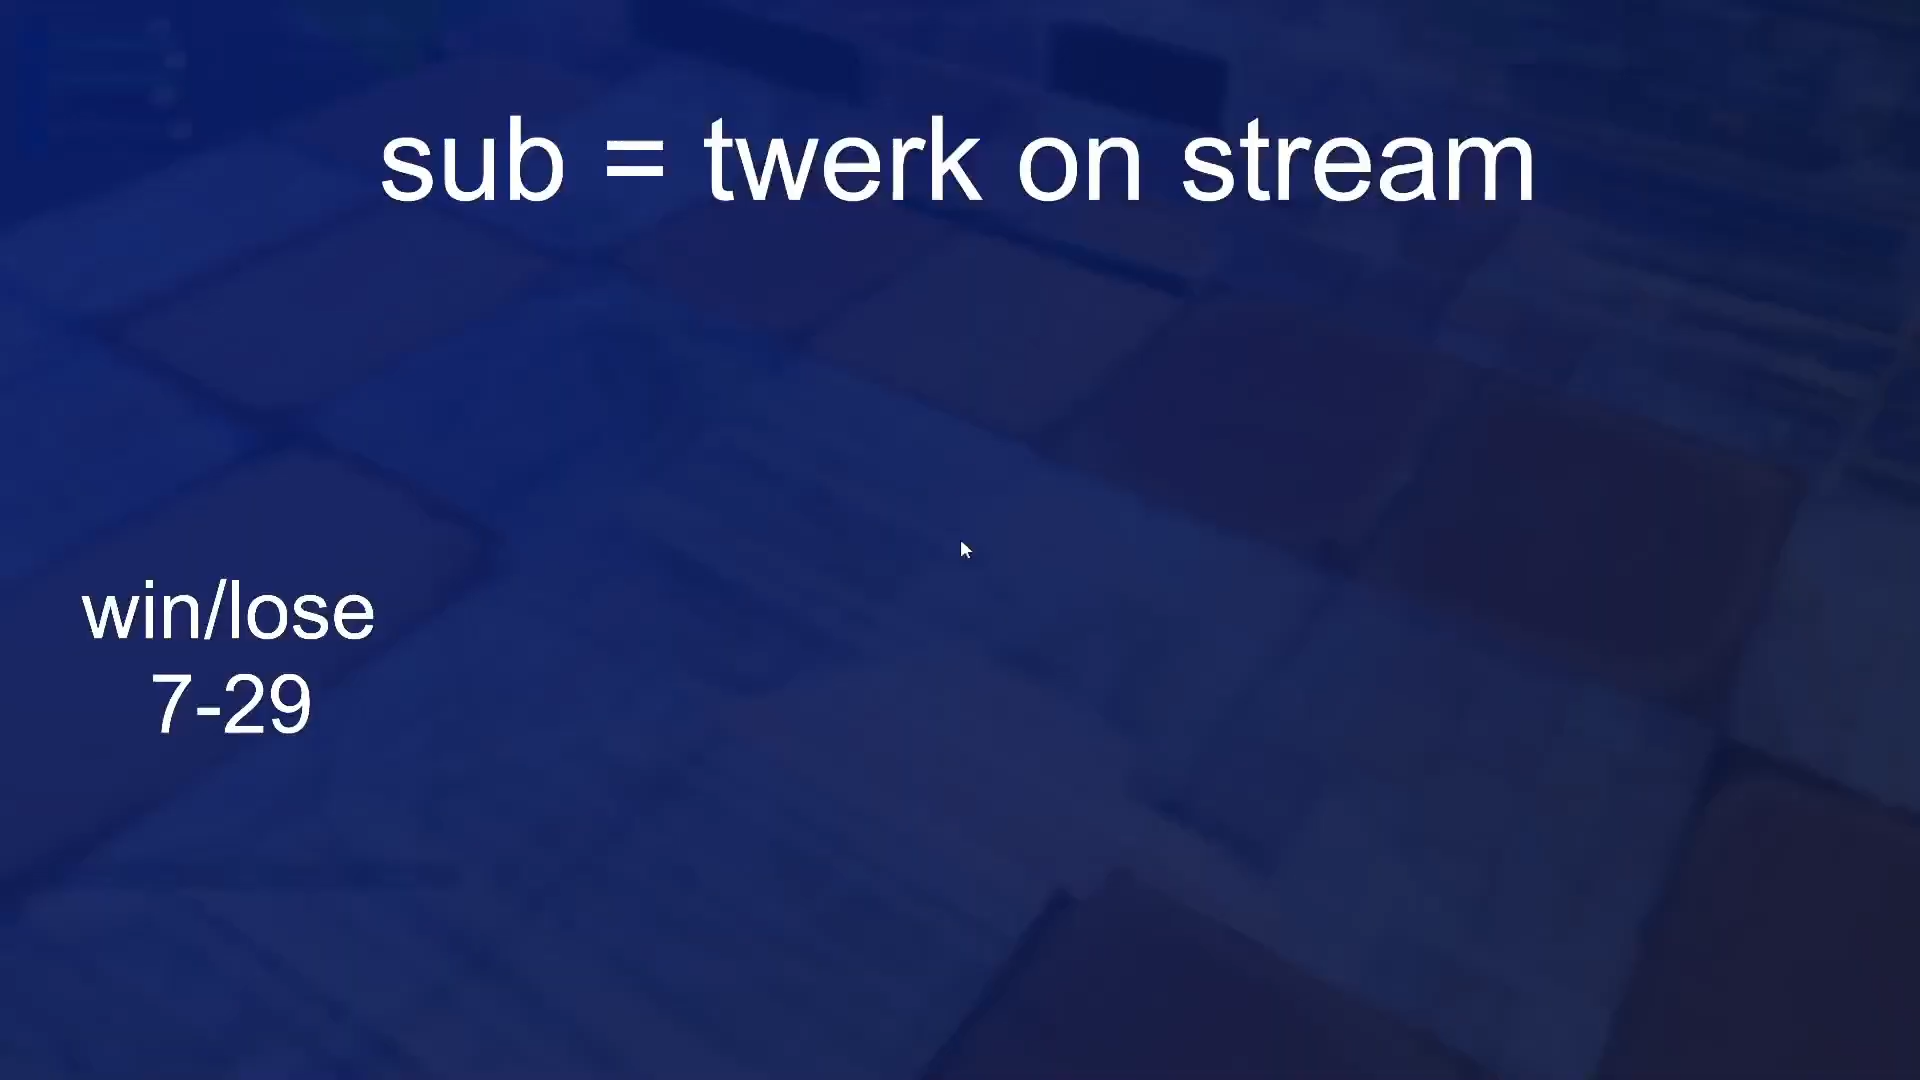 sub = twerk on stream
win/lose
7-29